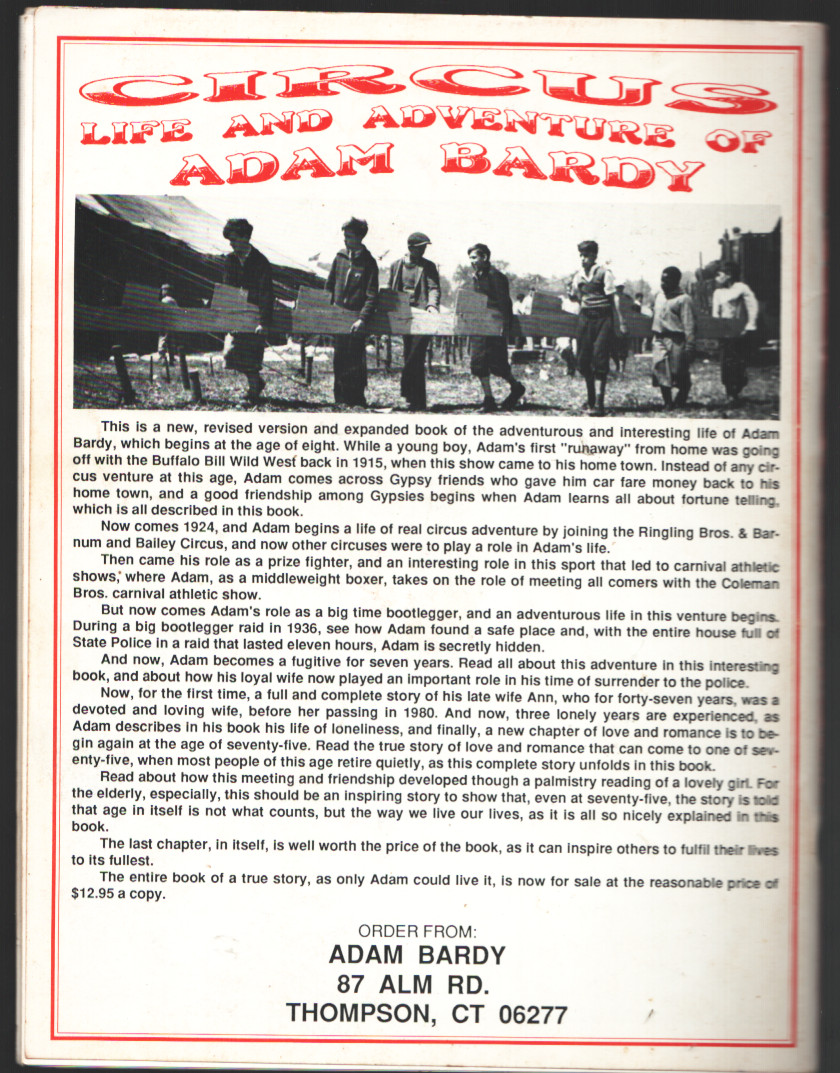 CIRCUS
LIFE AND ADVENTURE OF
ADAM BARDY
This is a new, revised version and expanded book of the adventurous and interesting life of Adam
Bardy, which begins at the age of eight. While a young boy, Adam's first "runaway" from home was going
off with the Buffalo Bill Wild West back in 1915, when this show came to his home town. Instead of any cir-
cus venture at this age, Adam comes across Gypsy friends who gave him car fare money back to his
home town, and a good friendship among Gypsies begins when Adam learns all about fortune telling,
which is all described in this book.
Now comes 1924, and Adam begins a life of real circus adventure by joining the Ringling Bros. & Bar-
num and Bailey Circus, and now other circuses were to play a role in Adam's life.
Then came his role as a prize fighter, and an interesting role in this sport that led to carnival athletic
shows, where Adam, as a middleweight boxer, takes on the role of meeting all comers with the Coleman
Bros. carnival athletic show.
But now comes Adam's role as a big time bootlegger, and an adventurous life in this venture begins.
During a big bootlegger raid in 1936, see how Adam found a safe place and, with the entire house full of
State Police in a raid that lasted eleven hours, Adam is secretly hidden.
And now, Adam becomes a fugitive for seven years. Read all about this adventure in this interesting
book, and about how his loyal wife now played an important role in his time of surrender to the police.
Now, for the first time, a full and complete story of his late wife Ann, who for forty-seven years, was a
devoted and loving wife, before her passing in 1980. And now, three lonely years are experienced, as
Adam describes in his book his life of loneliness, and finally, a new chapter of love and romance is to be-
gin again at the age of seventy-five. Read the true story of love and romance that can come to one of sev-
enty-five, when most people of this age retire quietly, as this complete story unfolds in this book.
Read about how this meeting and friendship developed though a palmistry reading of a lovely girl. For
the elderly, especially, this should be an inspiring story to show that, even at seventy-five, the story is told
that age in itself is not what counts, but the way we live our lives, as it is all so nicely explained in this
book.
The last chapter, in itself, is well worth the price of the book, as it can inspire others to fulfil their lives
to its fullest.
The entire book of a true story, as only Adam could live it, is now for sale at the reasonable price of
$12.95 a copy.
ORDER FROM:
ADAM BARDY
87 ALM RD.
THOMPSON, CT 06277